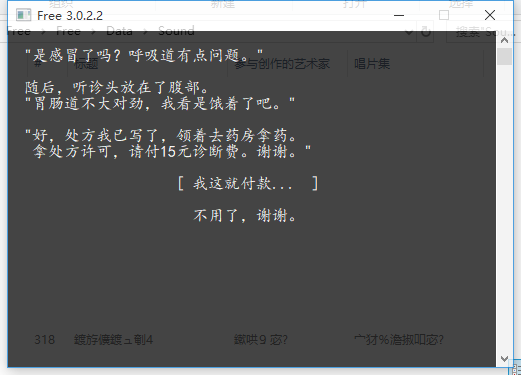 组织 新建 打开 选择
Free 3.0.2.2
Free > Free > Data > Sound
搜索"Sou...
# 标题 参与创作的艺术家 唱片集
"是感冒了吗？呼吸道有点问题。"
随后，听诊头放在了腹部。
"胃肠道不大对劲，我看是饿着了吧。"
"好，处方我已写了，领着去药房拿药。
拿处方许可，请付15元诊断费。谢谢。"
[ 我这就付款... ]
不用了，谢谢。
318